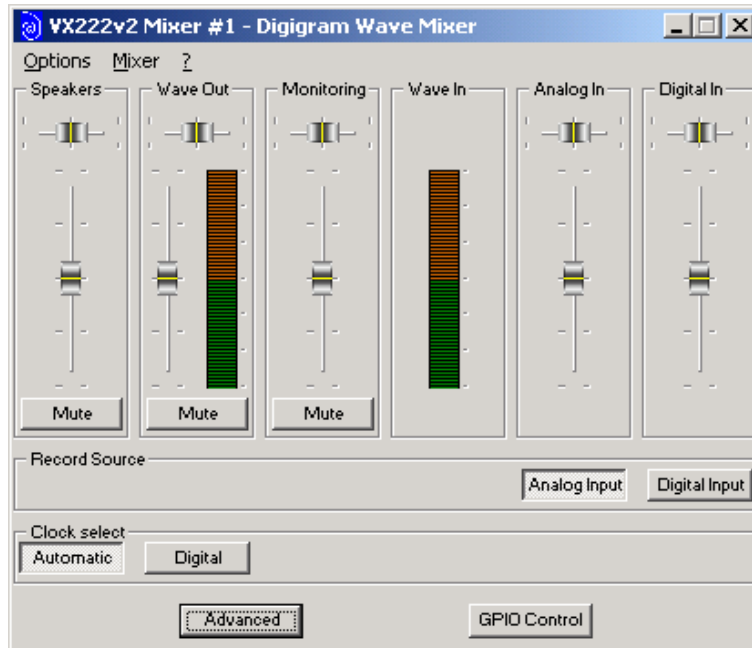 VX222v2 Mixer #1 - Digigram Wave Mixer
Options Mixer ?
Speakers Wave Out Monitoring Wave In Analog In Digital In
Mute Mute Mute
Record Source
Analog Input Digital Input
Clock select
Automatic Digital
Advanced GPIO Control